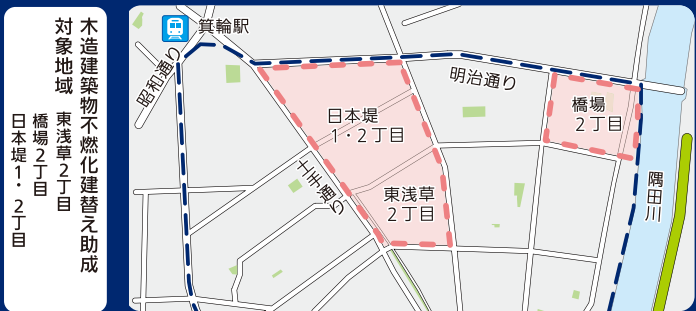 木造建築物不燃化建替え助成
対象地域 東浅草2丁目
橋場2丁目
日本堤1・2丁目
箕輪駅
昭和通り
明治通り
日本堤
1・2丁目
橋場
2丁目
土手通り
東浅草
2丁目
隅田川